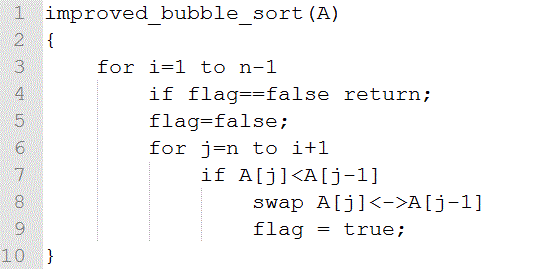 1 improved_bubble_sort(A)
2 {
3     for i=1 to n-1
4         if flag==false return;
5         flag=false;
6         for j=n to i+1
7             if A[j]<A[j-1]
8                 swap A[j]<->A[j-1]
9                 flag = true;
10 }